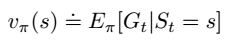 v_π(s) ≐ E_π[G_t|S_t = s]